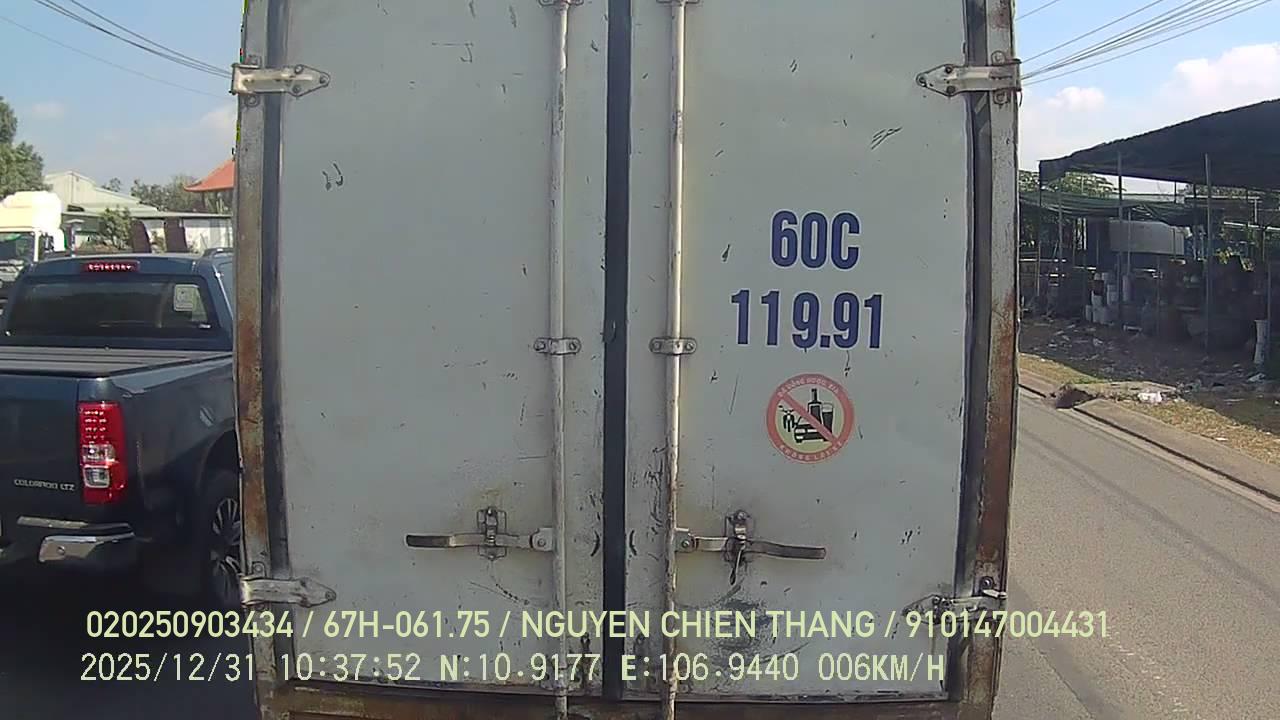 60C
119.91
COLORADO LTZ
020250903434 / 67H-061.75 / NGUYEN CHIEN THANG / 910147004431
2025/12/31 10:37:52 N:10.9177 E:106.9440 006KM/H